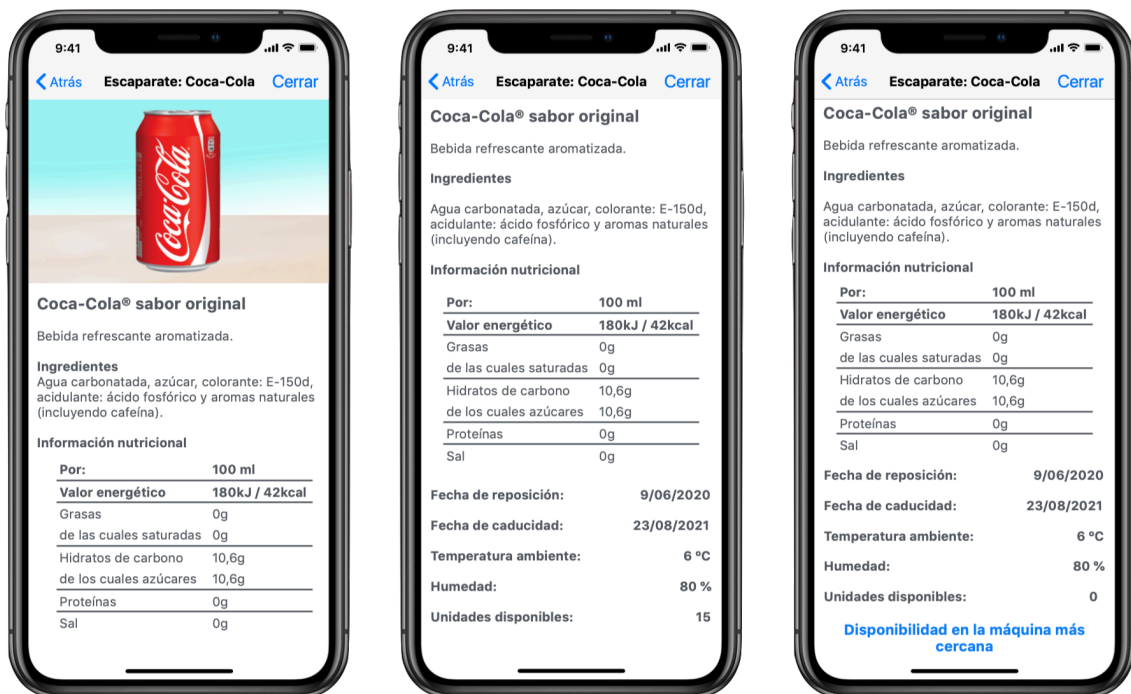 9:41
Atrás Escaparate: Coca-Cola Cerrar
Coca-Cola
Coca-Cola® sabor original
Bebida refrescante aromatizada.
Ingredientes
Agua carbonatada, azúcar, colorante: E-150d,
acidulante: ácido fosfórico y aromas naturales
(incluyendo cafeína).
Información nutricional
Por: 100 ml
Valor energético 180kJ / 42kcal
Grasas 0g
de las cuales saturadas 0g
Hidratos de carbono 10,6g
de los cuales azúcares 10,6g
Proteínas 0g
Sal 0g
9:41
Atrás Escaparate: Coca-Cola Cerrar
Coca-Cola® sabor original
Bebida refrescante aromatizada.
Ingredientes
Agua carbonatada, azúcar, colorante: E-150d,
acidulante: ácido fosfórico y aromas naturales
(incluyendo cafeína).
Información nutricional
Por: 100 ml
Valor energético 180kJ / 42kcal
Grasas 0g
de las cuales saturadas 0g
Hidratos de carbono 10,6g
de los cuales azúcares 10,6g
Proteínas 0g
Sal 0g
Fecha de reposición: 9/06/2020
Fecha de caducidad: 23/08/2021
Temperatura ambiente: 6 ºC
Humedad: 80 %
Unidades disponibles: 15
9:41
Atrás Escaparate: Coca-Cola Cerrar
Coca-Cola® sabor original
Bebida refrescante aromatizada.
Ingredientes
Agua carbonatada, azúcar, colorante: E-150d,
acidulante: ácido fosfórico y aromas naturales
(incluyendo cafeína).
Información nutricional
Por: 100 ml
Valor energético 180kJ / 42kcal
Grasas 0g
de las cuales saturadas 0g
Hidratos de carbono 10,6g
de los cuales azúcares 10,6g
Proteínas 0g
Sal 0g
Fecha de reposición: 9/06/2020
Fecha de caducidad: 23/08/2021
Temperatura ambiente: 6 ºC
Humedad: 80 %
Unidades disponibles: 0
Disponibilidad en la máquina más
cercana